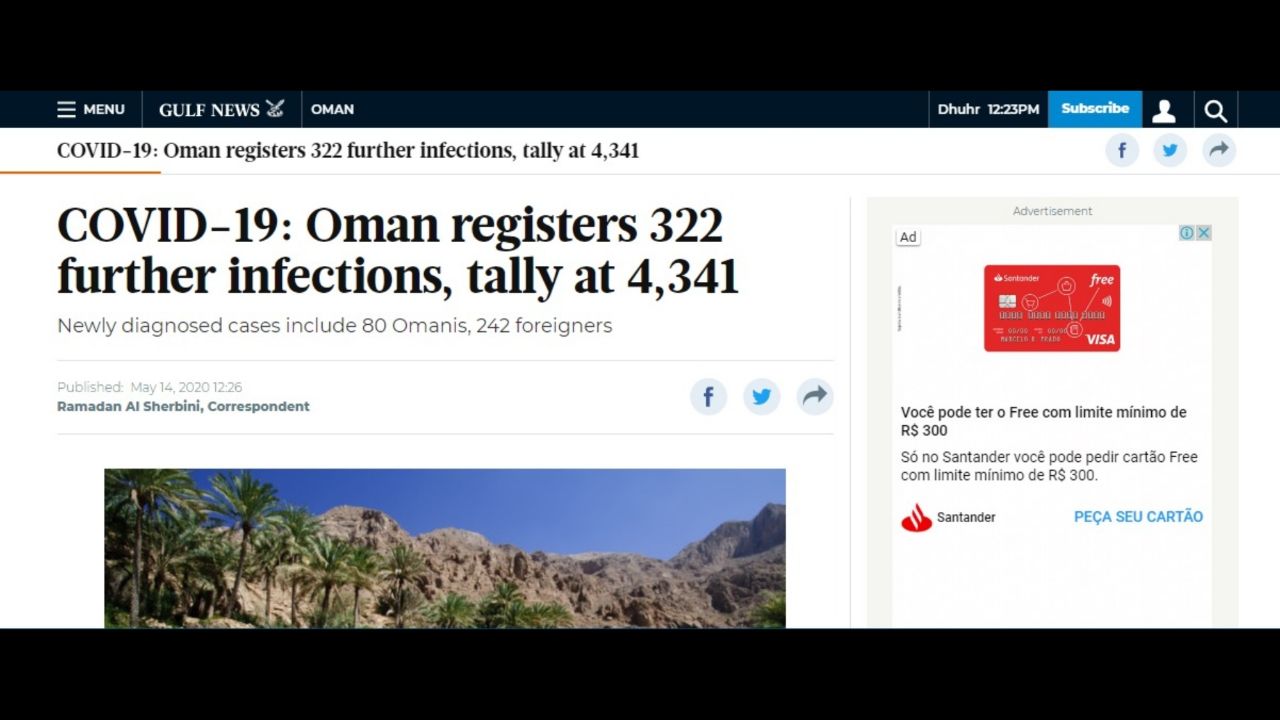 MENU
GULF NEWS
OMAN
Dhuhr 12:23PM
Subscribe
COVID-19: Oman registers 322 further infections, tally at 4,341
COVID-19: Oman registers 322
further infections, tally at 4,341
Newly diagnosed cases include 80 Omanis, 242 foreigners
Published: May 14, 2020 12:26
Ramadan Al Sherbini, Correspondent
Advertisement
Ad
Santander
free
VISA
Você pode ter o Free com limite mínimo de
R$ 300
Só no Santander você pode pedir cartão Free
com limite mínimo de R$ 300.
Santander
PEÇA SEU CARTÃO